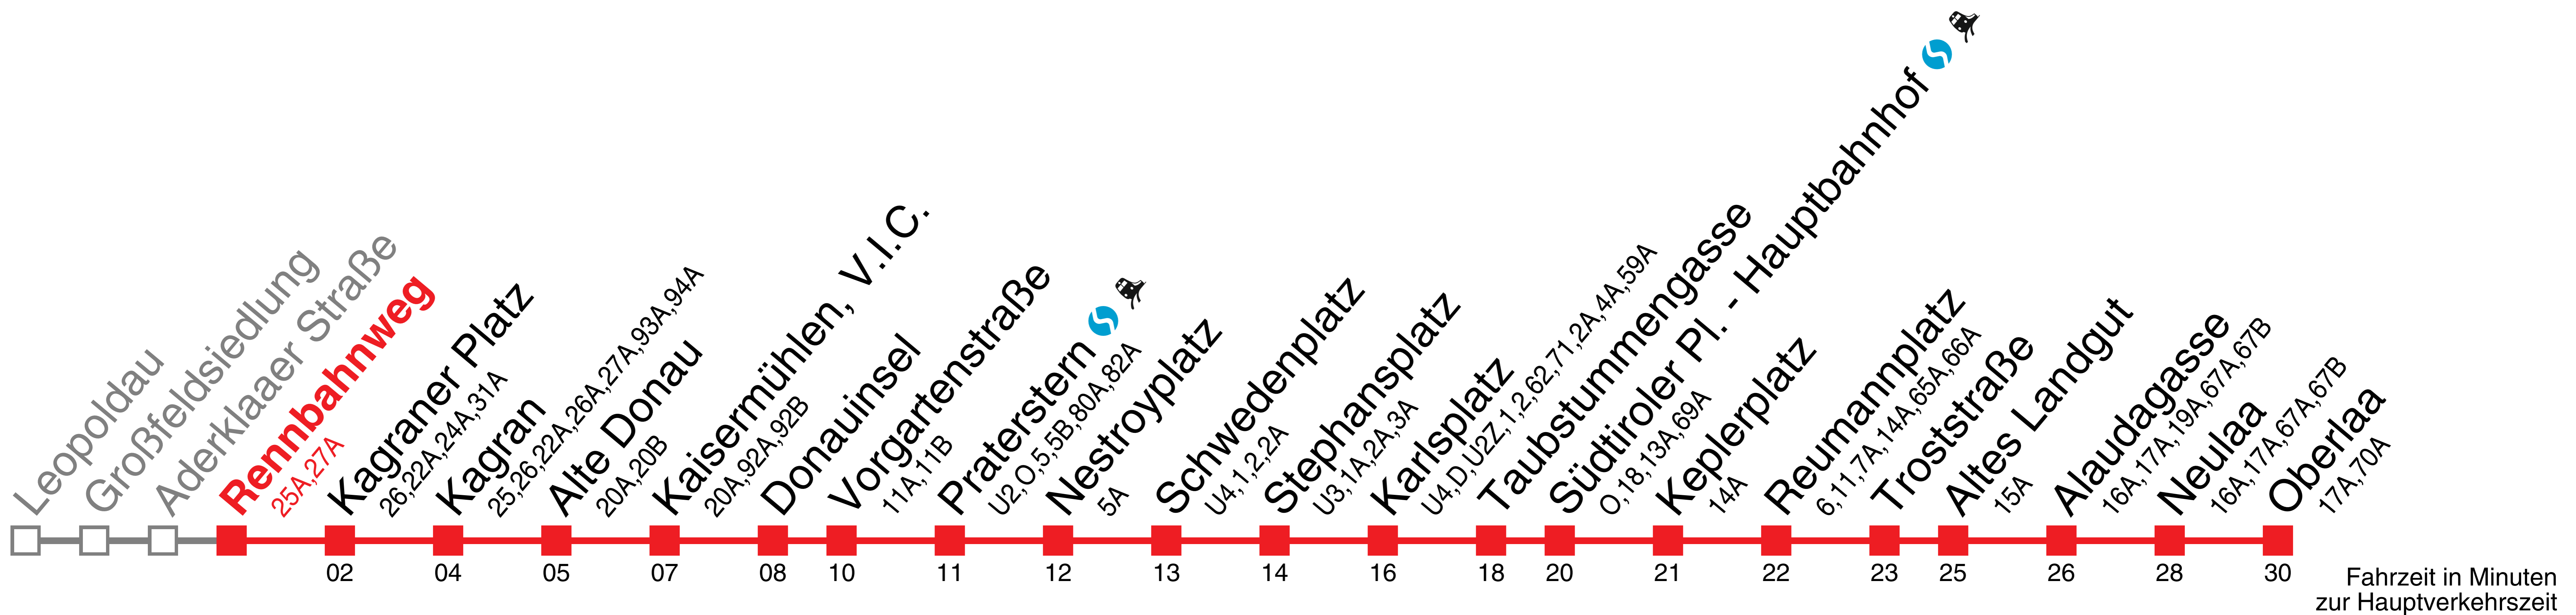 Leopoldau
Großfeldsiedlung
Aderklaaer Straße
Rennbahnweg
25A,27A
Kagraner Platz
26,22A,24A,31A
Kagran
25,26,22A,26A,27A,93A,94A
Alte Donau
20A,20B
Kaisermühlen, V.I.C.
20A,92A,92B
Donauinsel
Vorgartenstraße
11A,11B
Praterstern
U2,O,5,5B,80A,82A
Nestroyplatz
5A
Schwedenplatz
U4,1,2,2A
Stephansplatz
U3,1A,2A,3A
Karlsplatz
U4,D,U2Z,1,2,62,71,,2A,4A,59A
Taubstummengasse
Südtiroler Pl. - Hauptbahnhof
O,18,13A,69A
Keplerplatz
14A
Reumannplatz
6,11,7A,14A,65A,66A
Troststraße
Altes Landgut
15A
Alaudagasse
16A,17A,19A,67A,67B
Neulaa
16A,17A,67A,67B
Oberlaa
17A,70A
02 04 05 07 08 10 11 12 13 14 16 18 20 21 22 23 25 26 28 30
Fahrzeit in Minuten
zur Hauptverkehrszeit